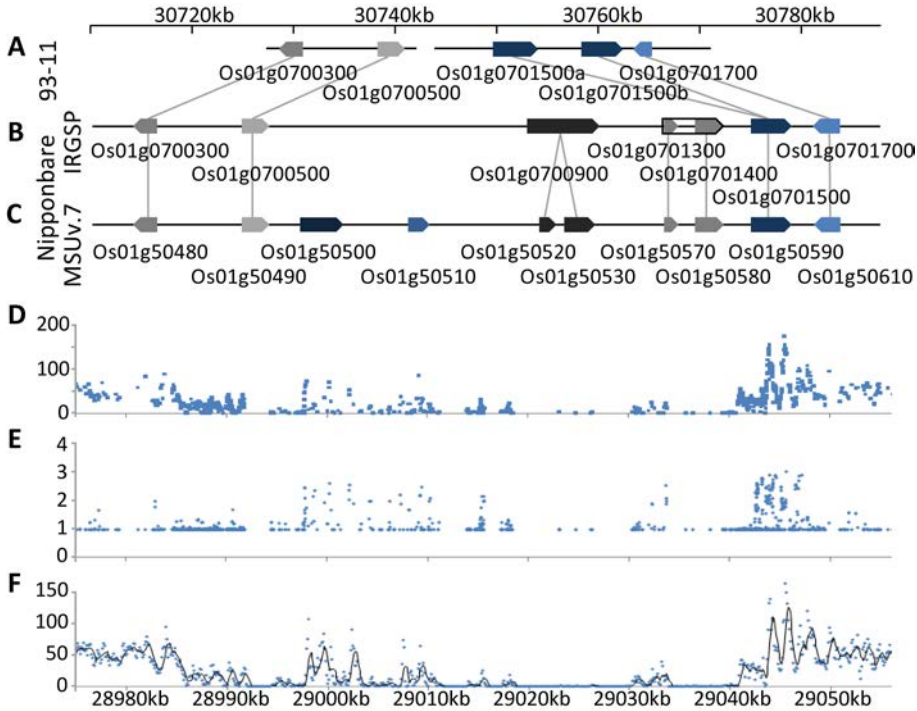 30720kb 30740kb 30760kb 30780kb
A
93-11
Os01g0700300 Os01g0701500a Os01g0701700
Os01g0700500 Os01g0701500b
B
Nipponbare
IRGSP
Os01g0700300 Os01g0701300 Os01g0701700
Os01g0700500 Os01g0700900 Os01g0701400
Os01g0701500
C
MSUv.7
Os01g50480 Os01g50500 Os01g50520 Os01g50570 Os01g50590
Os01g50490 Os01g50510 Os01g50530 Os01g50580 Os01g50610
D
200
100
0
E
4
3
2
1
0
F
150
100
50
0
28980kb 28990kb 29000kb 29010kb 29020kb 29030kb 29040kb 29050kb